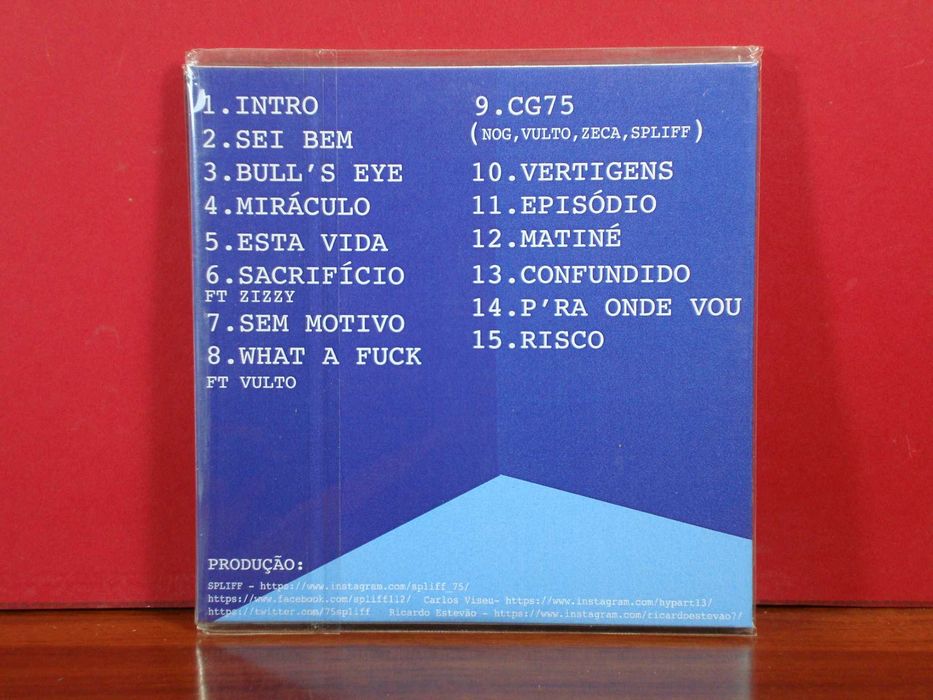 1.INTRO
2.SEI BEM
3.BULL'S EYE
4.MIRÁCULO
5.ESTA VIDA
6.SACRIFÍCIO
FT ZIZZY
7.SEM MOTIVO
8.WHAT A FUCK
FT VULTO
9.CG75
(NOG,VULTO,ZECA,SPLIFF)
10.VERTIGENS
11.EPISÓDIO
12.MATINÉ
13.CONFUNDIDO
14.P'RA ONDE VOU
15.RISCO
PRODUÇÃO:
SPLIFF - https://www.instagram.com/spliff_75/
https://www.facebook.com/spliff112/ Carlos Viseu- https://www.instagram.com/hypart13/
https://twitter.com/75spliff Ricardo Estevão - https://www.instagram.com/ricardoestevao7/